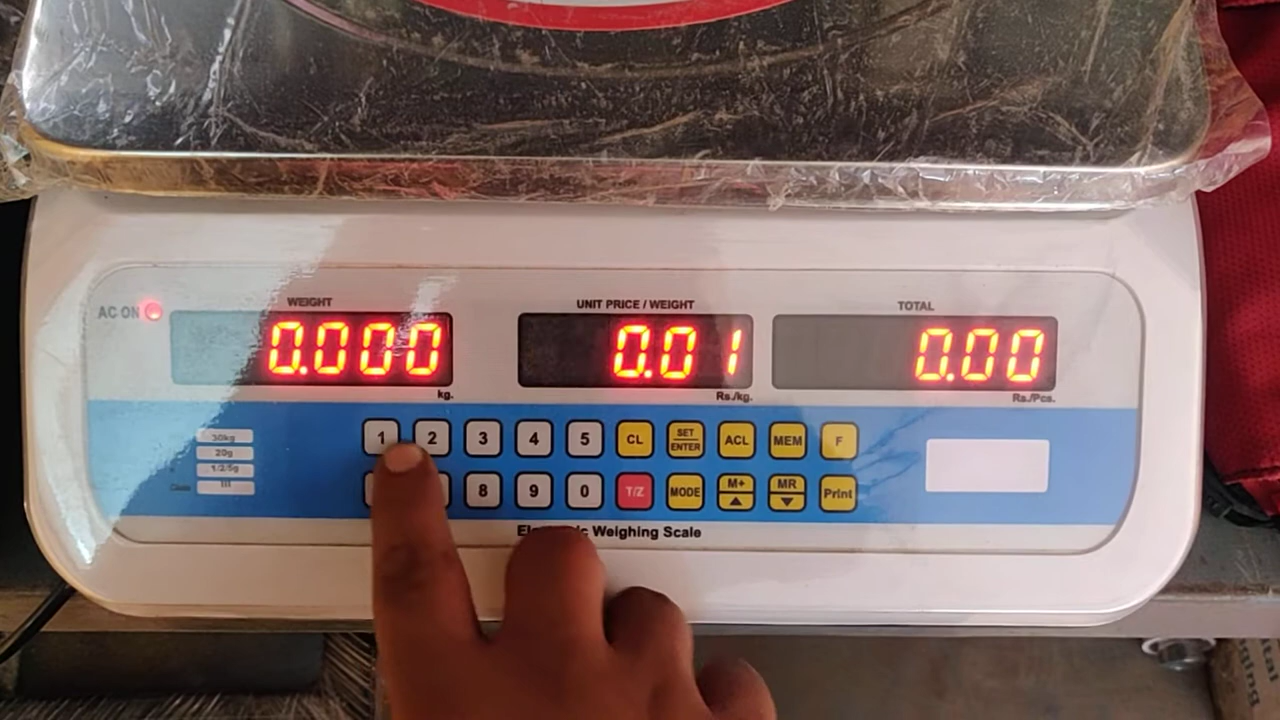 WEIGHT UNIT PRICE / WEIGHT TOTAL
AC ON 0.000 0.01 0.00
kg. Rs./kg. Rs./Pcs.
30kg
20g
1/2/5g
Class III
1 2 3 4 5 CL SET ENTER ACL MEM F
8 9 0 T/Z MODE M+ MR Print
Weighing Scale